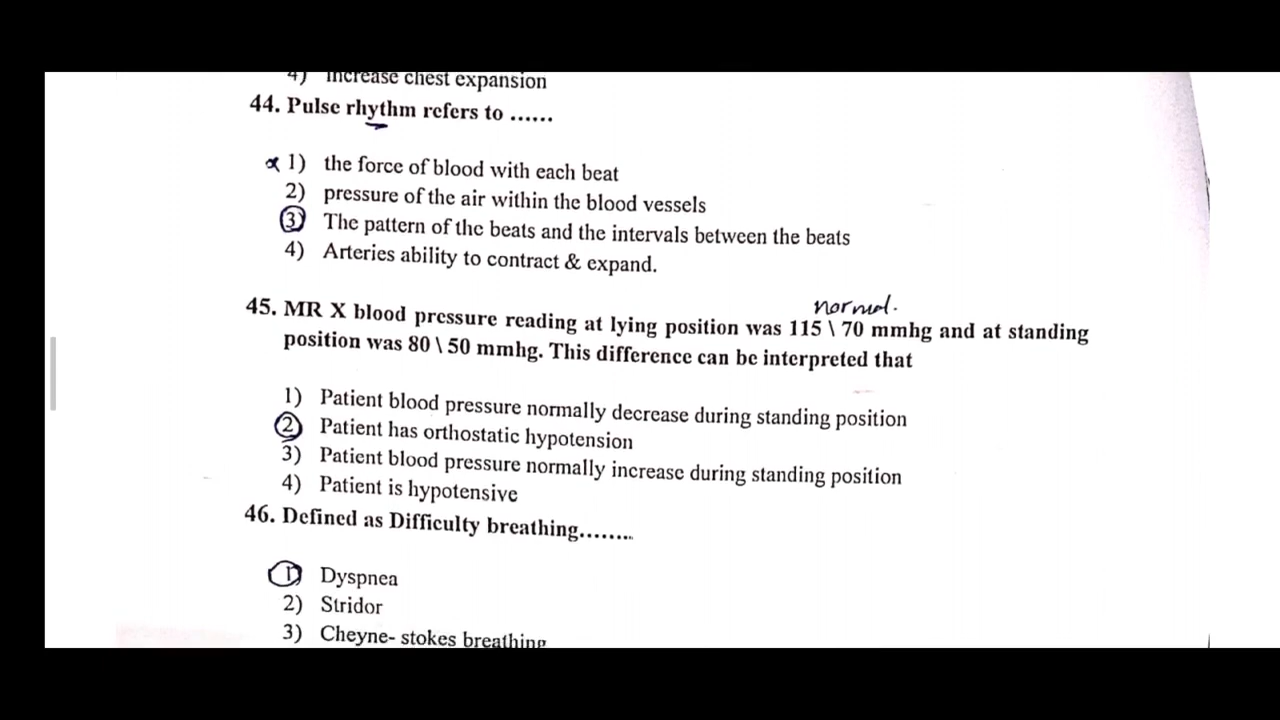 4) Increase chest expansion
44. Pulse rhythm refers to ......
1) the force of blood with each beat
2) pressure of the air within the blood vessels
3) The pattern of the beats and the intervals between the beats
4) Arteries ability to contract & expand.
normal.
45. MR X blood pressure reading at lying position was 115 \ 70 mmhg and at standing
position was 80 \ 50 mmhg. This difference can be interpreted that
1) Patient blood pressure normally decrease during standing position
2) Patient has orthostatic hypotension
3) Patient blood pressure normally increase during standing position
4) Patient is hypotensive
46. Defined as Difficulty breathing........
1) Dyspnea
2) Stridor
3) Cheyne- stokes breathing